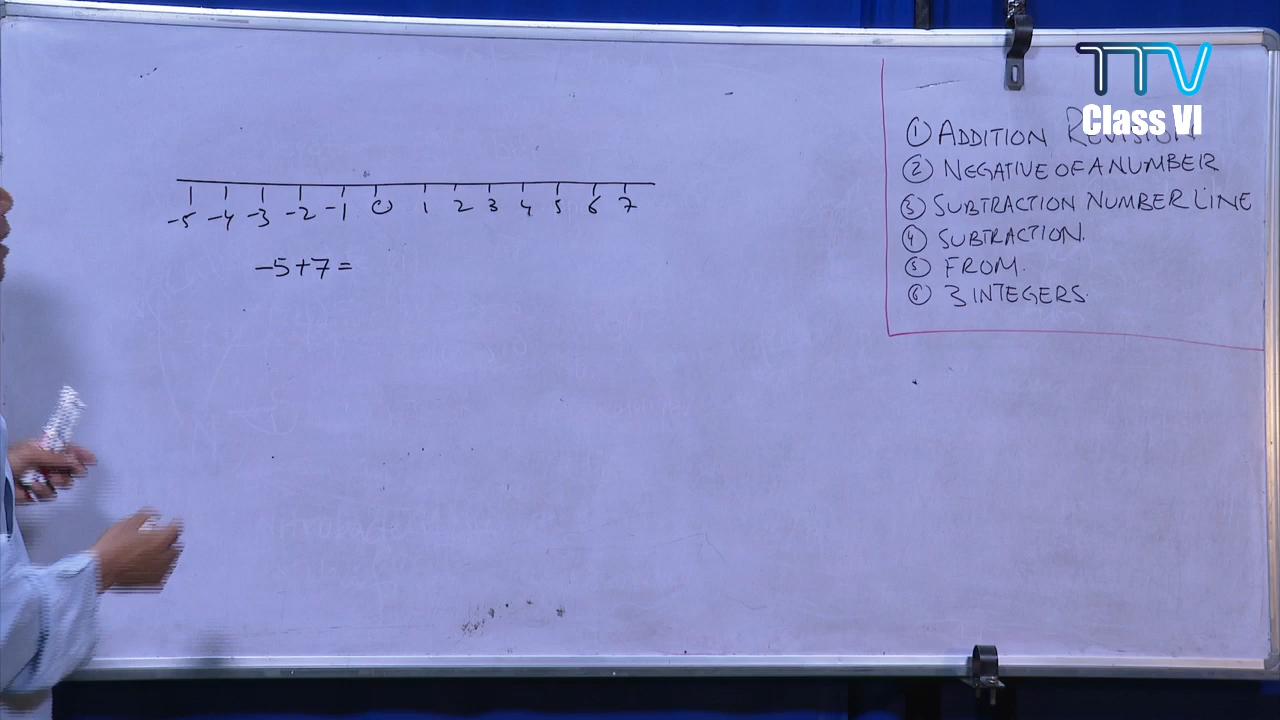 TTV
Class VI
① ADDITION REVISION
② NEGATIVE OF A NUMBER
③ SUBTRACTION NUMBER LINE
④ SUBTRACTION.
⑤ FROM.
⑥ 3 INTEGERS.
-5 -4 -3 -2 -1 0 1 2 3 4 5 6 7
-5+7=